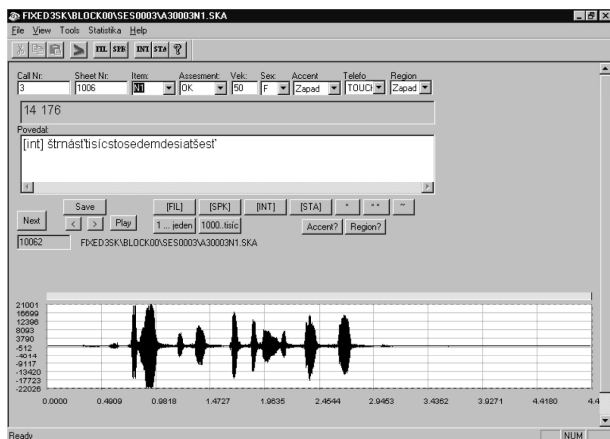 FIXED3SK\BLOCK00\SES0003\A30003N1.SKA
File View Tools Statistika Help
FIL SPK INT STA ?
Call Nr: Sheet Nr: Item: Assesment: Vek: Sex: Accent Telefo Region
3 1006 N1 OK 50 F Zapad TOUCH Zapad
14 176
Povedal:
[int] štrnásťtisícstosedemdesiatšesť
Save [FIL] [SPK] [INT] [STA] * ** ~
Next < > Play 1 ... jeden 1000..tisíc Accent? Region?
10062 FIXED3SK\BLOCK00\SES0003\A30003N1.SKA
21001
16699
12396
8093
3790
-512
-4814
-9117
-13420
-17723
-22026
0.0000 0.4909 0.9818 1.4727 1.9635 2.4544 2.9453 3.4362 3.9271 4.4180 4.4
Ready NUM